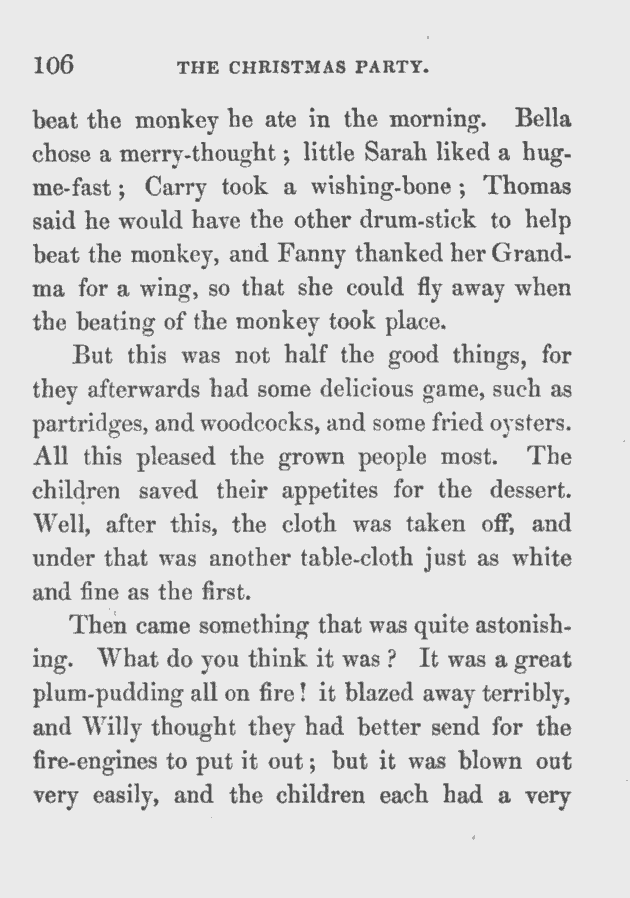 106 THE CHRISTMAS PARTY.
beat the monkey he ate in the morning. Bella
chose a merry-thought ; little Sarah liked a hug-
me-fast ; Carry took a wishing-bone ; Thomas
said he would have the other drum-stick to help
beat the monkey, and Fanny thanked her Grand-
ma for a wing, so that she could fly away when
the beating of the monkey took place.
But this was not half the good things, for
they afterwards had some delicious game, such as
partridges, and woodcocks, and some fried oysters.
All this pleased the grown people most. The
children saved their appetites for the dessert.
Well, after this, the cloth was taken off, and
under that was another table-cloth just as white
and fine as the first.
Then came something that was quite astonish-
ing. What do you think it was ? It was a great
plum-pudding all on fire ! it blazed away terribly,
and Willy thought they had better send for the
fire-engines to put it out ; but it was blown out
very easily, and the children each had a very